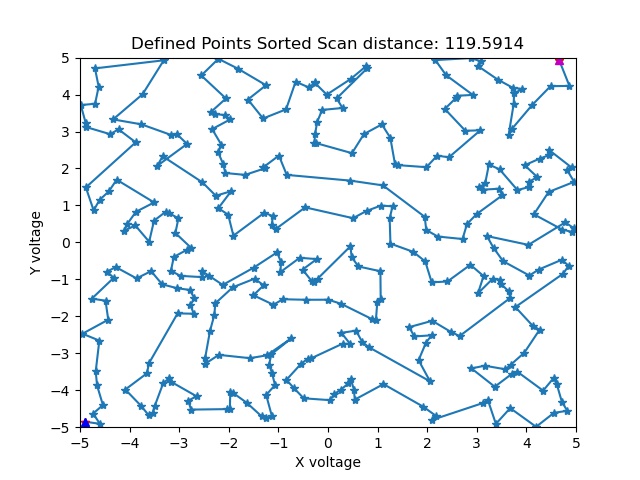 Defined Points Sorted Scan distance: 119.5914
5
4
3
2
1
0
−1
−2
−3
−4
−5
Y voltage
−5 −4 −3 −2 −1 0 1 2 3 4 5
X voltage